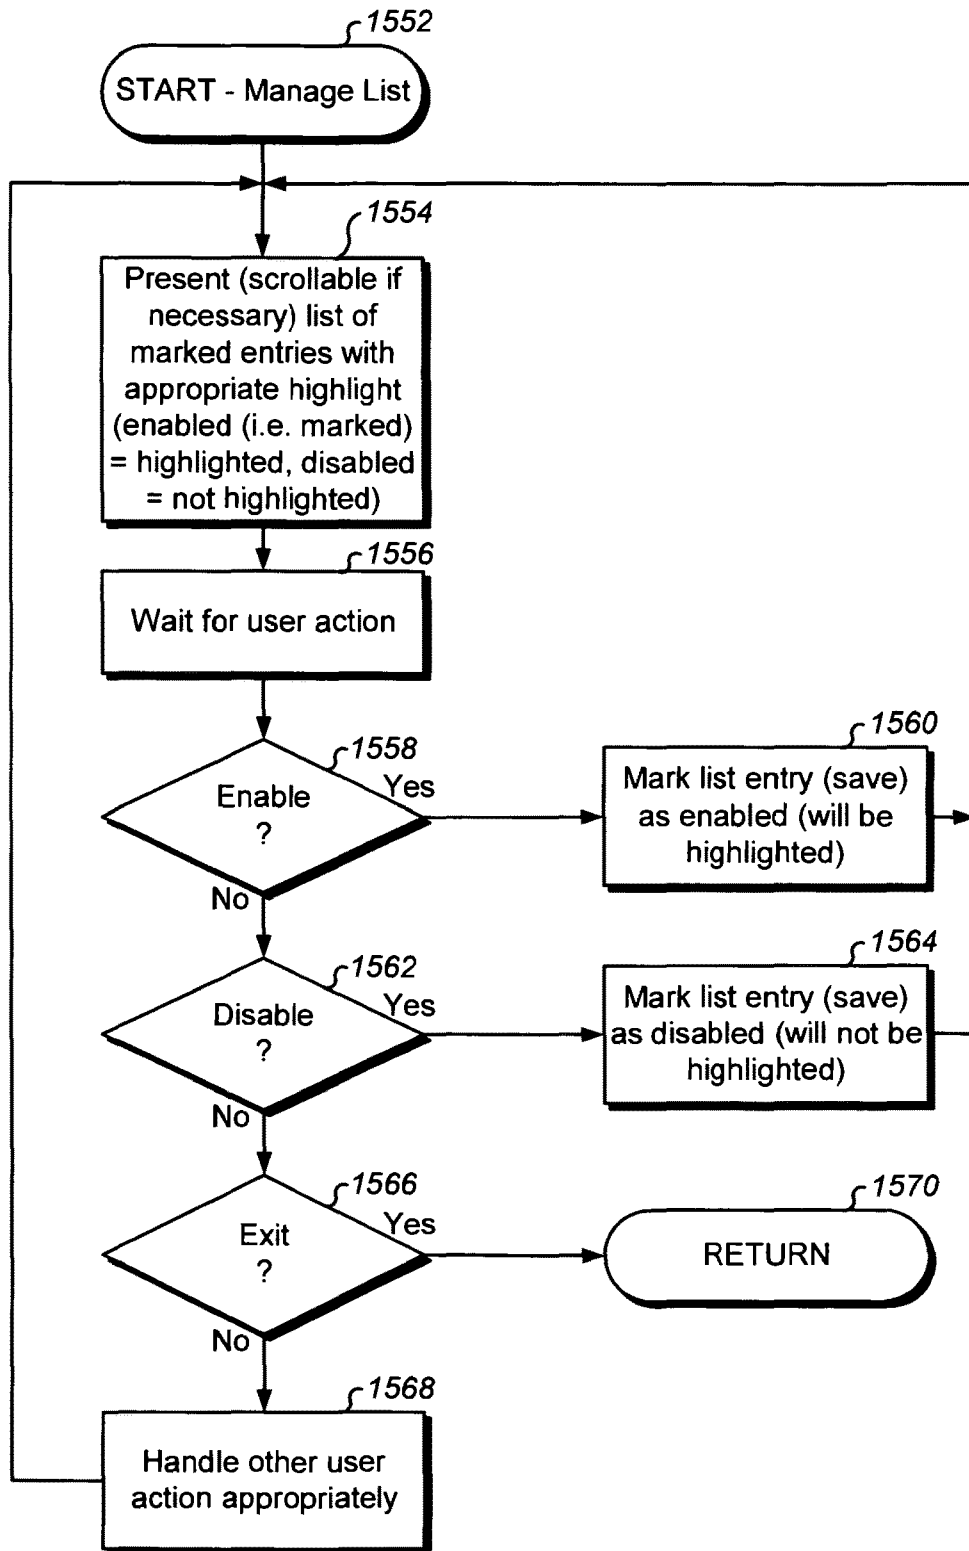 1552
START - Manage List
1554
Present (scrollable if
necessary) list of
marked entries with
appropriate highlight
(enabled (i.e. marked)
= highlighted, disabled
= not highlighted)
1556
Wait for user action
1558
Enable
?
Yes
No
1560
Mark list entry (save)
as enabled (will be
highlighted)
1562
Disable
?
Yes
No
1564
Mark list entry (save)
as disabled (will not be
highlighted)
1566
Exit
?
Yes
No
1570
RETURN
1568
Handle other user
action appropriately